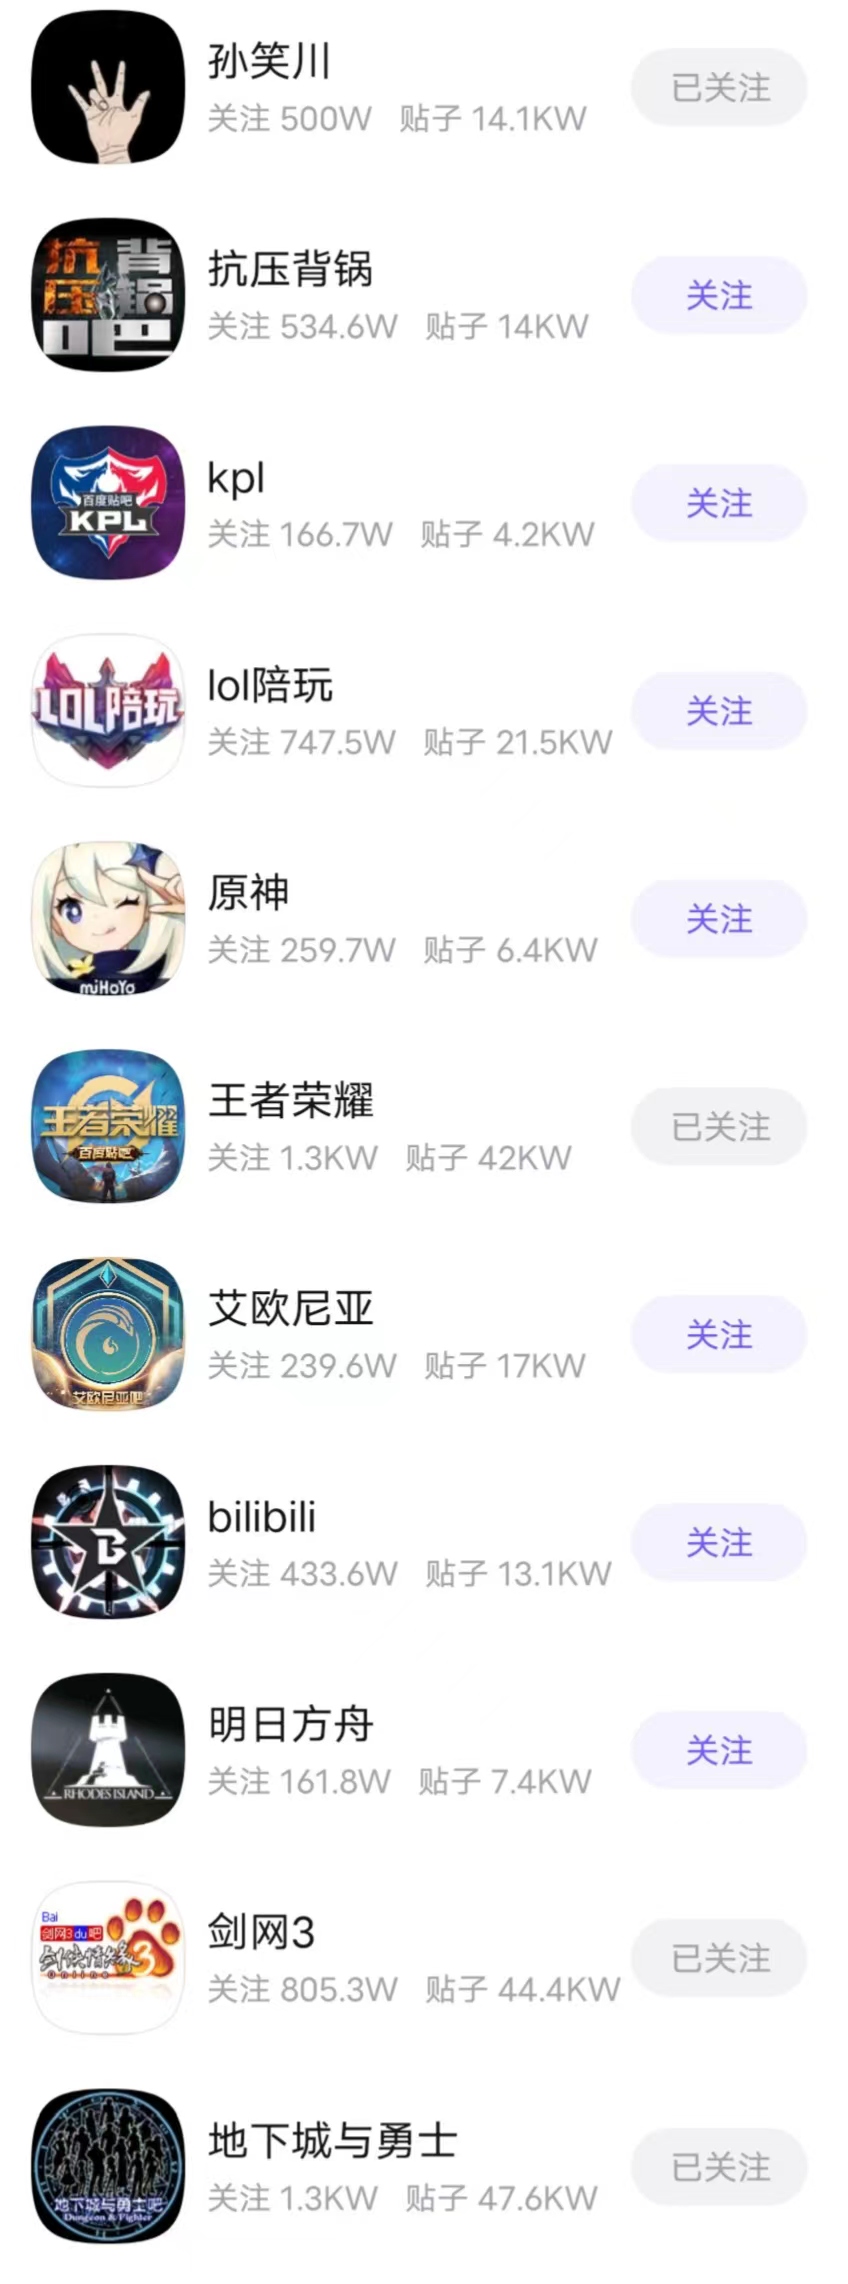 孙笑川
关注 500W 贴子 14.1KW
已关注
抗背
压锅
吧
抗压背锅
关注 534.6W 贴子 14KW
关注
百度贴吧
KPL
kpl
关注 166.7W 贴子 4.2KW
关注
LOL陪玩
lol陪玩
关注 747.5W 贴子 21.5KW
关注
miHoYo
原神
关注 259.7W 贴子 6.4KW
关注
王者荣耀
百度贴吧
王者荣耀
关注 1.3KW 贴子 42KW
已关注
艾欧尼亚吧
艾欧尼亚
关注 239.6W 贴子 17KW
关注
B
bilibili
关注 433.6W 贴子 13.1KW
关注
RHODES ISLAND
明日方舟
关注 161.8W 贴子 7.4KW
关注
Bai
剑网3du吧
剑侠情缘3
Online
剑网3
关注 805.3W 贴子 44.4KW
已关注
地下城与勇士吧
Dungeon & Fighter
地下城与勇士
关注 1.3KW 贴子 47.6KW
已关注